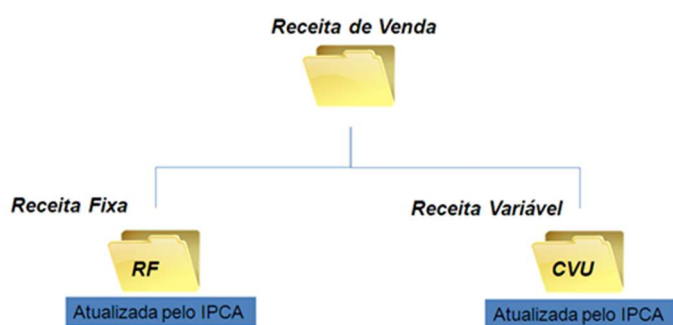 Receita de Venda
Receita Fixa
Receita Variável
RF
CVU
Atualizada pelo IPCA
Atualizada pelo IPCA